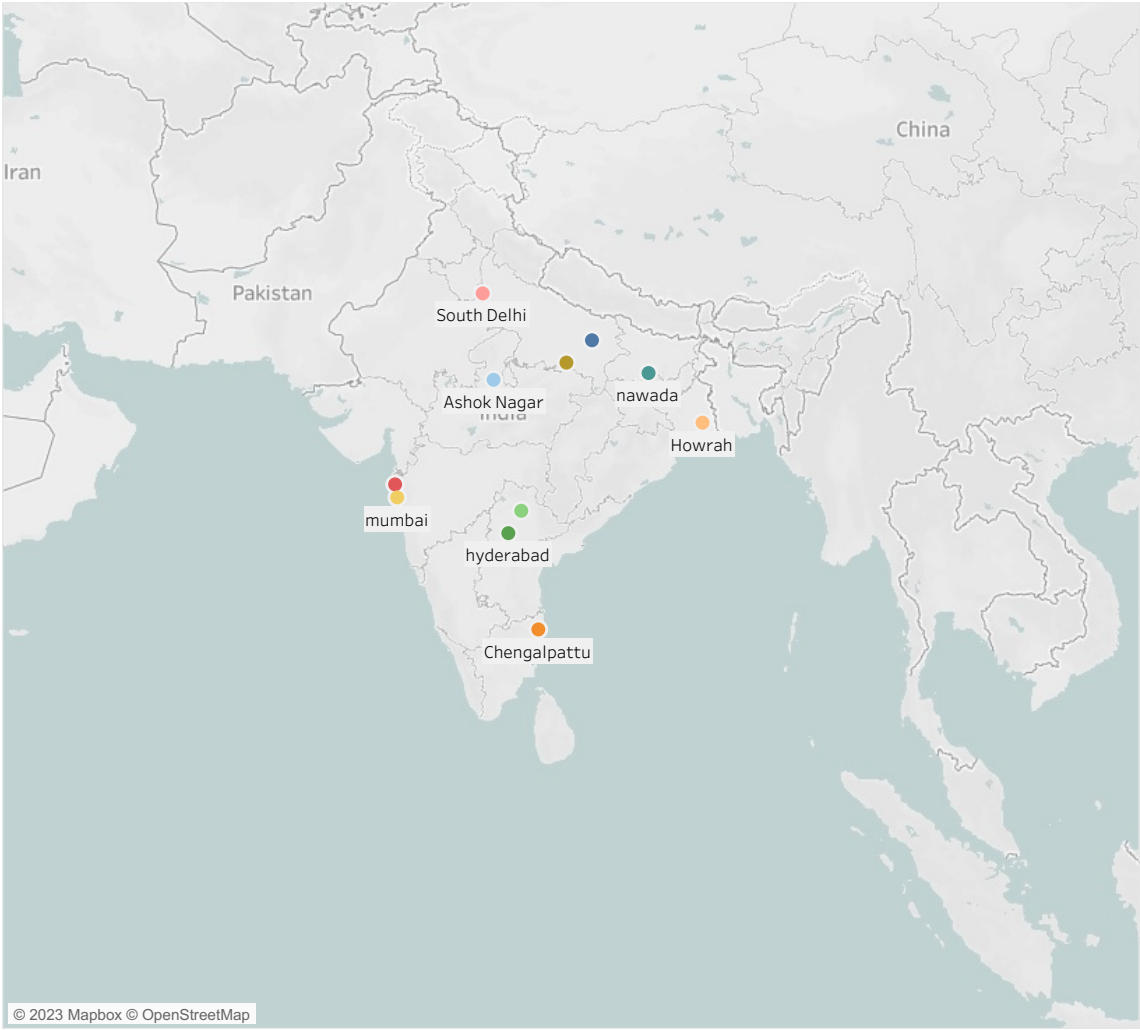 China
Iran
Pakistan
South Delhi
Ashok Nagar
India
nawada
Howrah
mumbai
hyderabad
Chengalpattu
© 2023 Mapbox © OpenStreetMap